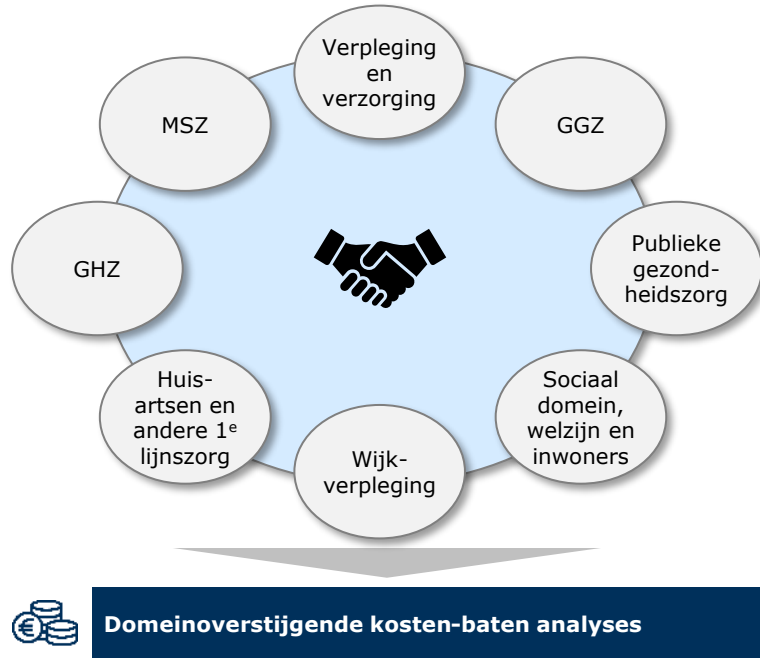 Verpleging
en
verzorging
MSZ
GGZ
GHZ
Publieke
gezond-
heidszorg
Huis-
artsen en
andere 1e
lijnszorg
Sociaal
domein,
welzijn en
inwoners
Wijk-
verpleging
€
Domeinoverstijgende kosten-baten analyses